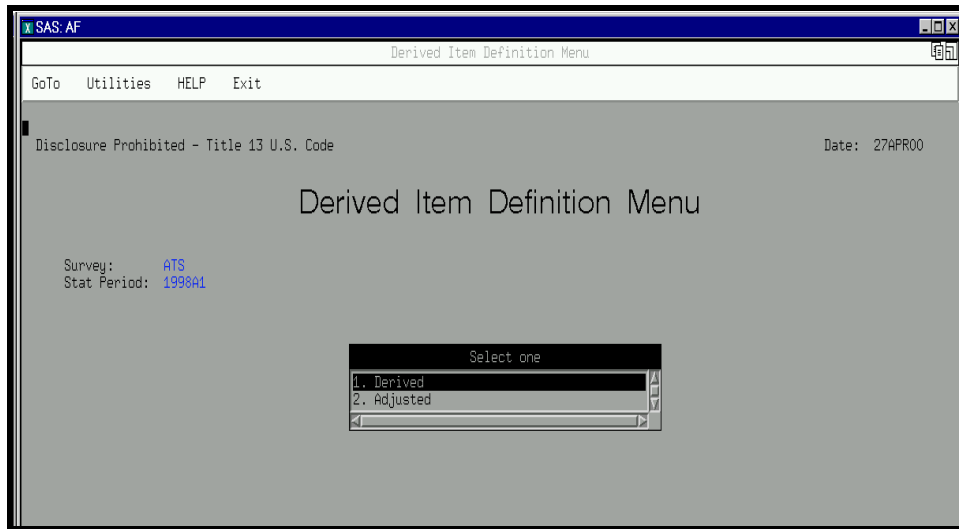 X SAS: AF
Derived Item Definition Menu
GoTo Utilities HELP Exit
Disclosure Prohibited - Title 13 U.S. Code Date: 27APR00
Derived Item Definition Menu
Survey: ATS
Stat Period: 1998A1
Select one
1. Derived
2. Adjusted